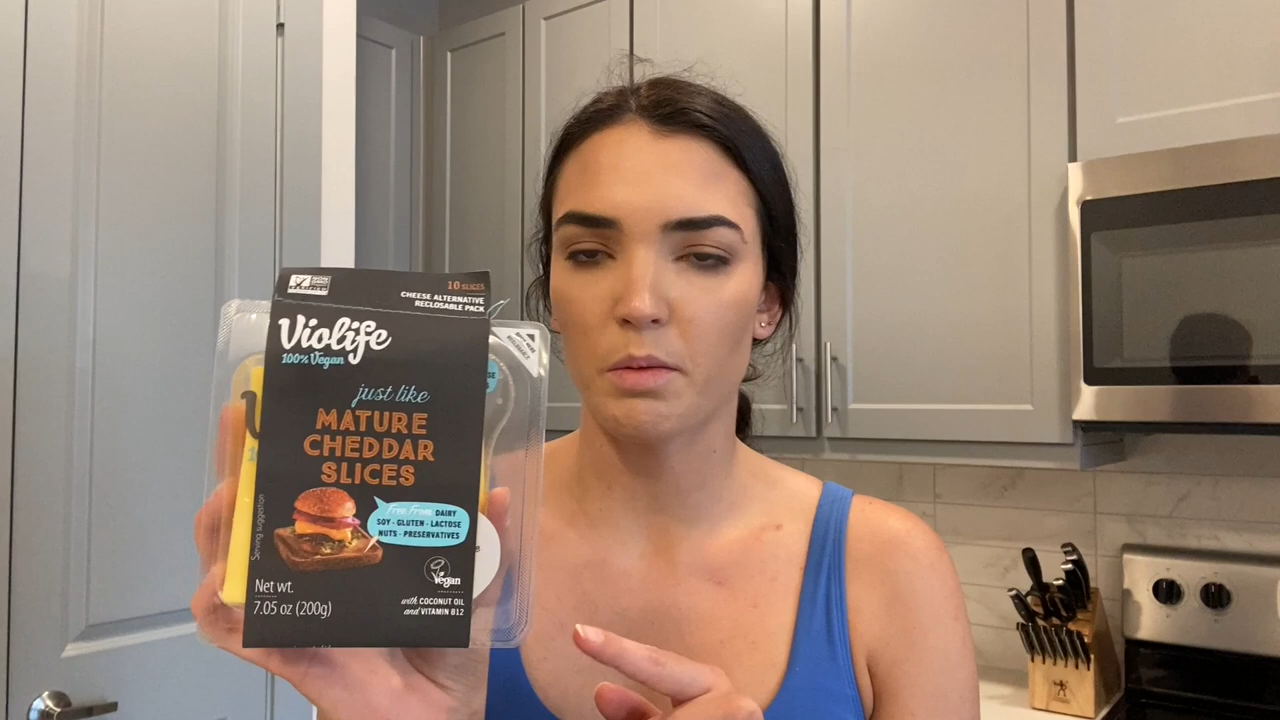 10 SLICES
CHEESE ALTERNATIVE
RECLOSABLE PACK
Violife
100% Vegan
just like
MATURE
CHEDDAR
SLICES
Free From DAIRY
SOY - GLUTEN - LACTOSE
NUTS - PRESERVATIVES
Serving suggestion
Vegan
Net wt.
7.05 oz (200g)
with COCONUT OIL
and VITAMIN B12